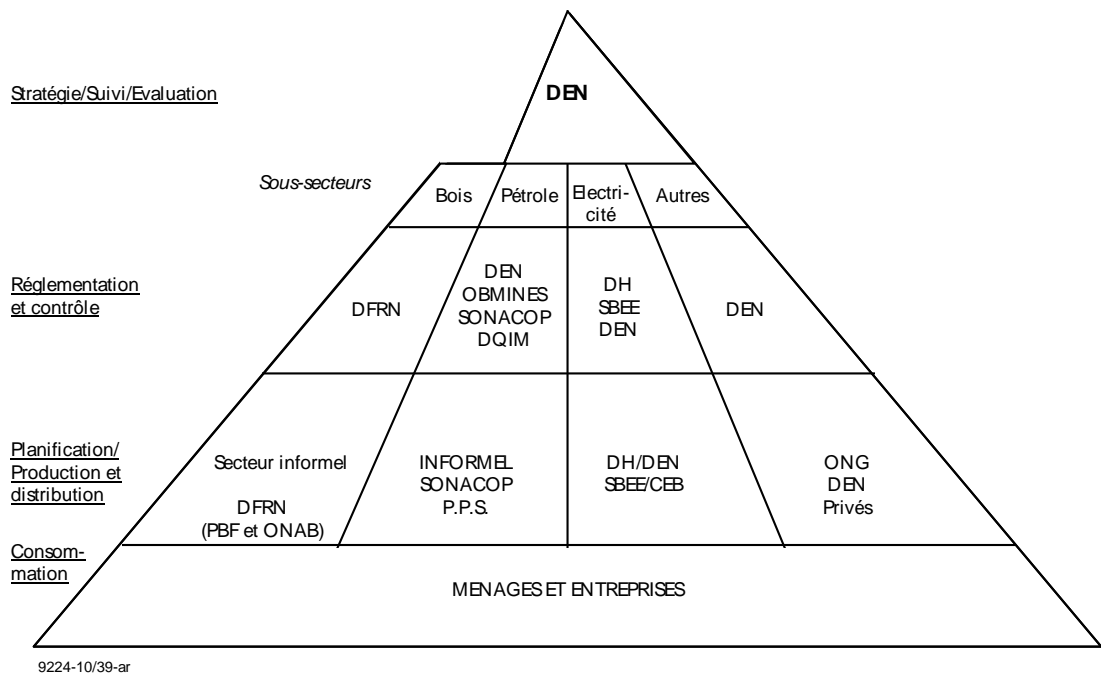 Stratégie/Suivi/Evaluation
DEN
Sous-secteurs
Bois
Pétrole
Electri-
cité
Autres
Réglementation
et contrôle
DFRN
DEN
OBMINES
SONACOP
DQIM
DH
SBEE
DEN
DEN
Planification/
Production et
distribution
Secteur informel
DFRN
(PBF et ONAB)
INFORMEL
SONACOP
P.P.S.
DH/DEN
SBEE/CEB
ONG
DEN
Privés
Consom-
mation
MENAGES ET ENTREPRISES
9224-10/39-ar